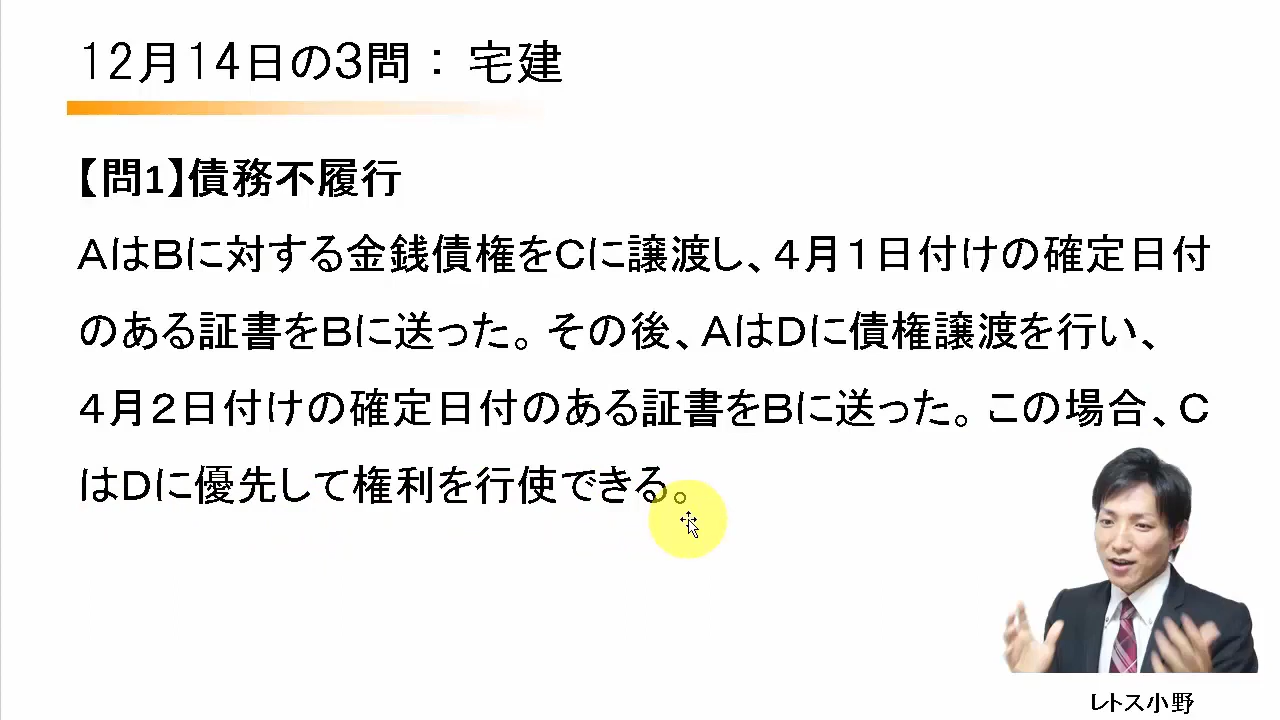 12月14日の3問： 宅建
【問1】債務不履行
ＡはＢに対する金銭債権をＣに譲渡し、４月１日付けの確定日付
のある証書をＢに送った。その後、ＡはＤに債権譲渡を行い、
４月２日付けの確定日付のある証書をＢに送った。この場合、Ｃ
はＤに優先して権利を行使できる。
レトス小野